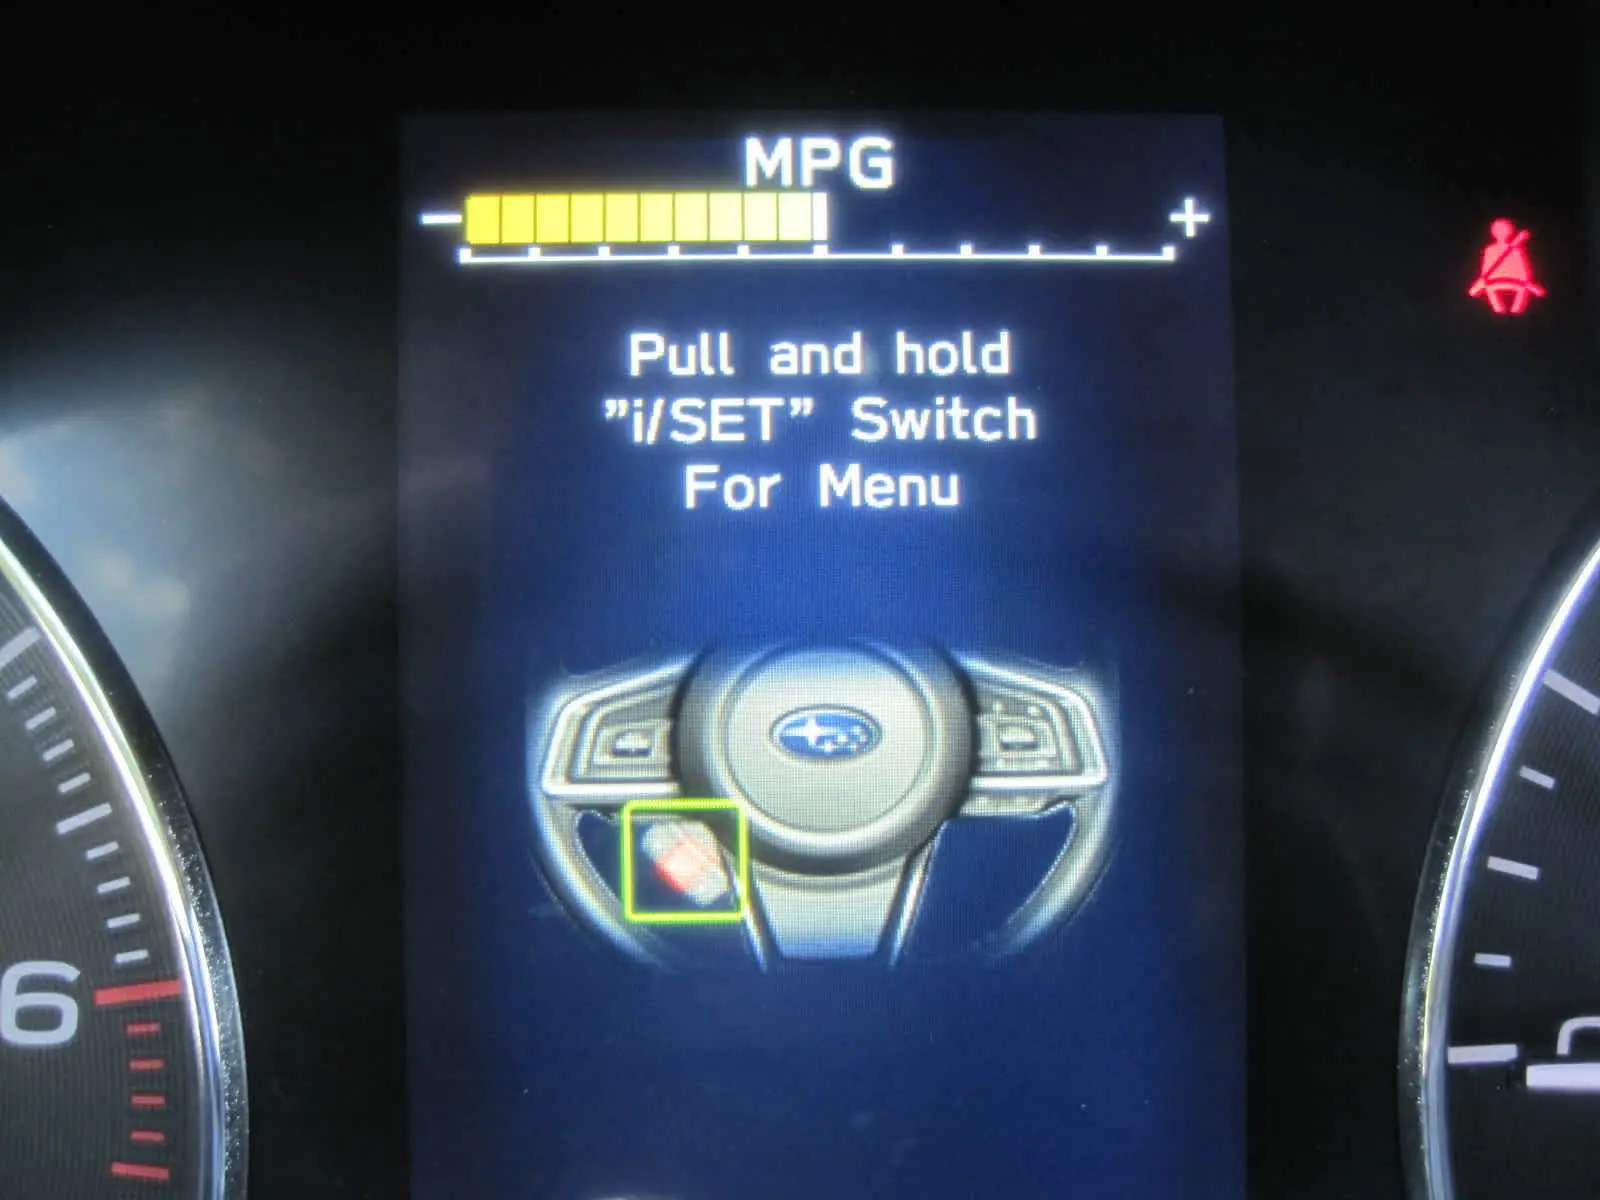 MPG
− +
Pull and hold
"i/SET" Switch
For Menu
6